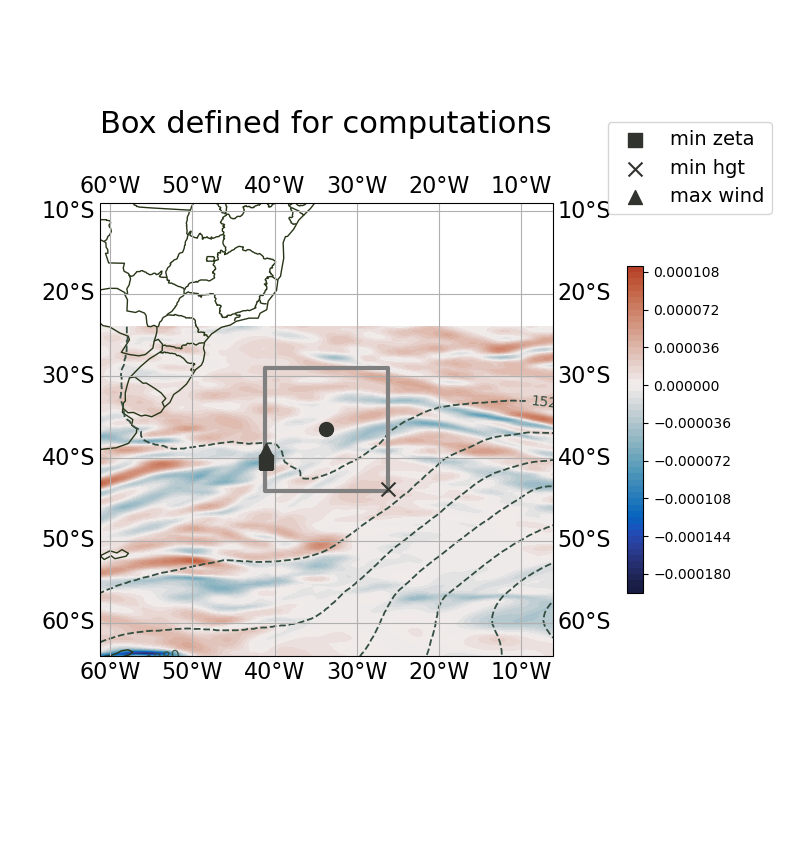 Box defined for computations
min zeta
min hgt
max wind
60°W 50°W 40°W 30°W 20°W 10°W
10°S 10°S
20°S 20°S
30°S 30°S
40°S 40°S
50°S 50°S
60°S 60°S
60°W 50°W 40°W 30°W 20°W 10°W
152
0.000108
0.000072
0.000036
0.000000
−0.000036
−0.000072
−0.000108
−0.000144
−0.000180